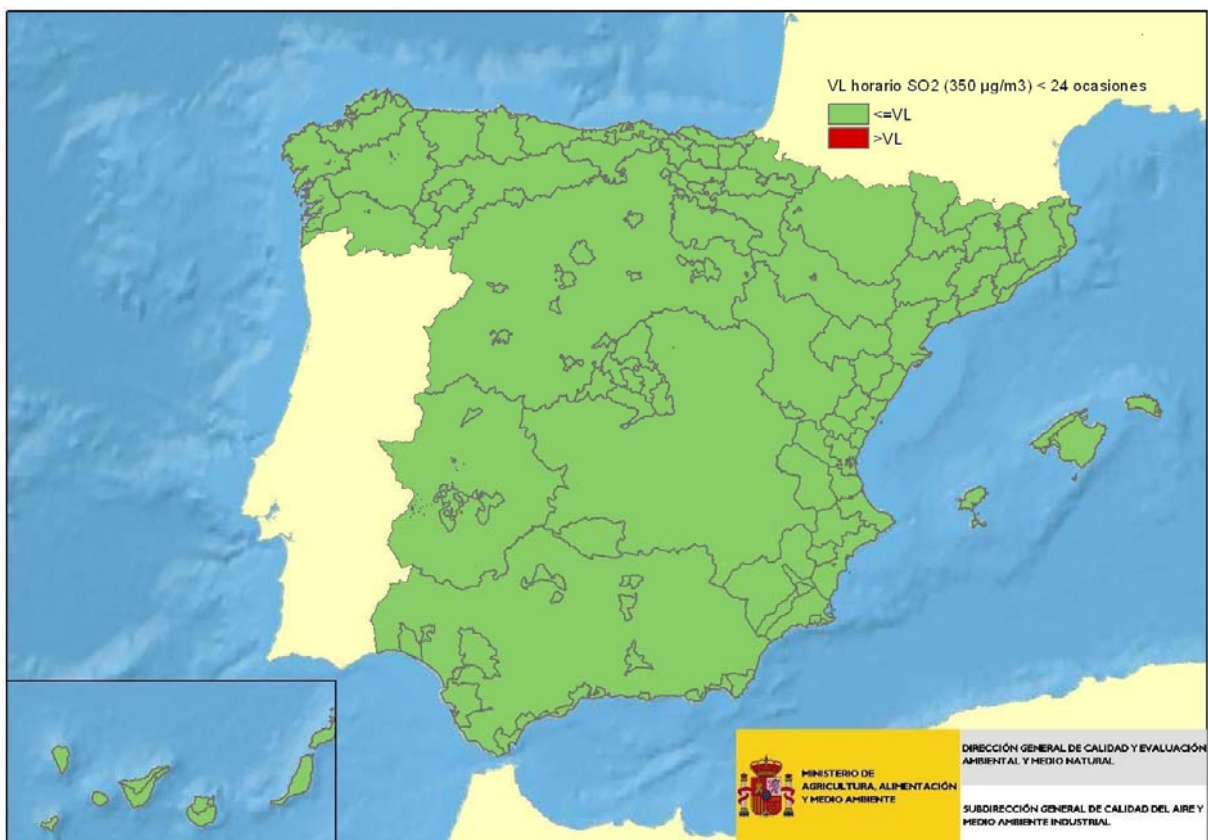 VL horario SO2 (350 µg/m3) < 24 ocasiones
<=VL
>VL
MINISTERIO DE
AGRICULTURA, ALIMENTACIÓN
Y MEDIO AMBIENTE
DIRECCIÓN GENERAL DE CALIDAD Y EVALUACIÓN
AMBIENTAL Y MEDIO NATURAL
SUBDIRECCIÓN GENERAL DE CALIDAD DEL AIRE Y
MEDIO AMBIENTE INDUSTRIAL